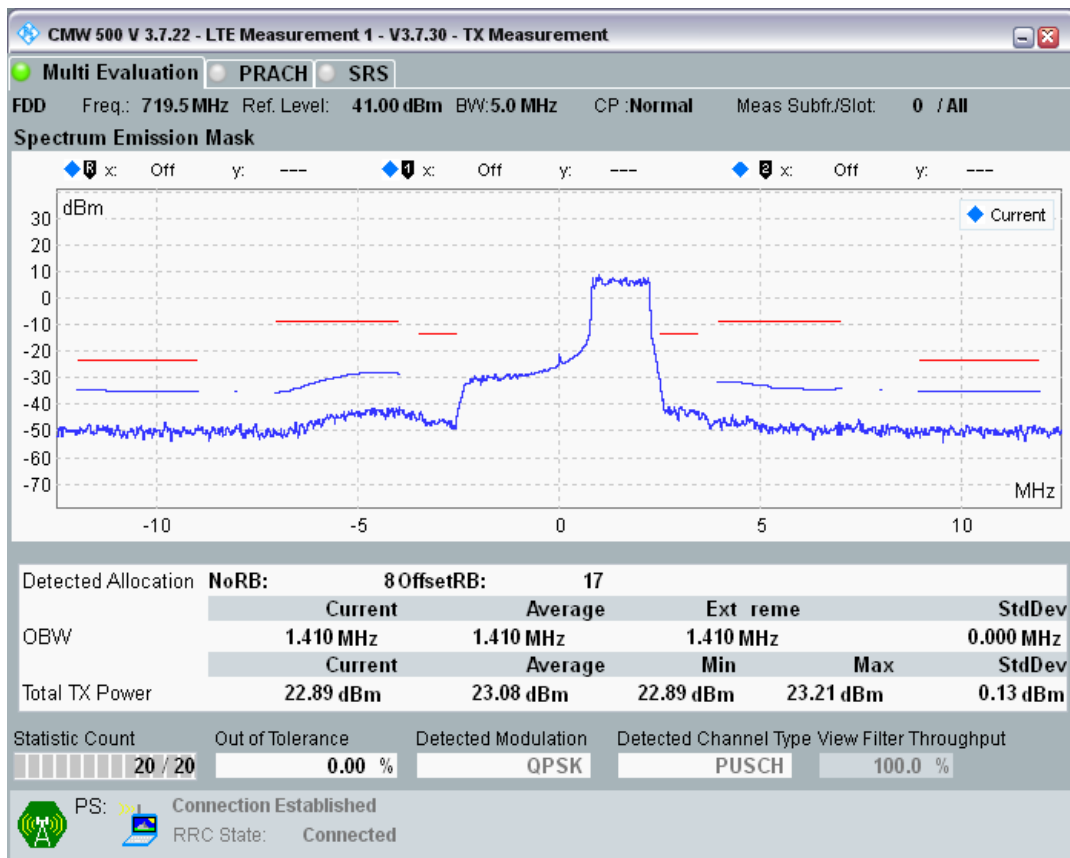 CMW 500 V 3.7.22 - LTE Measurement 1 - V3.7.30 - TX Measurement
Multi Evaluation PRACH SRS
FDD Freq.: 719.5 MHz Ref. Level: 41.00 dBm BW: 5.0 MHz CP : Normal Meas Subfr./Slot: 0 / All
Spectrum Emission Mask
R x: Off y: --- 1 x: Off y: --- 2 x: Off y: ---
dBm
Current
30
20
10
0
-10
-20
-30
-40
-50
-60
-70
MHz
-10 -5 0 5 10
Detected Allocation NoRB: 8 OffsetRB: 17
Current Average Ext reme StdDev
OBW 1.410 MHz 1.410 MHz 1.410 MHz 0.000 MHz
Current Average Min Max StdDev
Total TX Power 22.89 dBm 23.08 dBm 22.89 dBm 23.21 dBm 0.13 dBm
Statistic Count Out of Tolerance Detected Modulation Detected Channel Type View Filter Throughput
20 / 20 0.00 % QPSK PUSCH 100.0 %
PS: Connection Established
RRC State: Connected